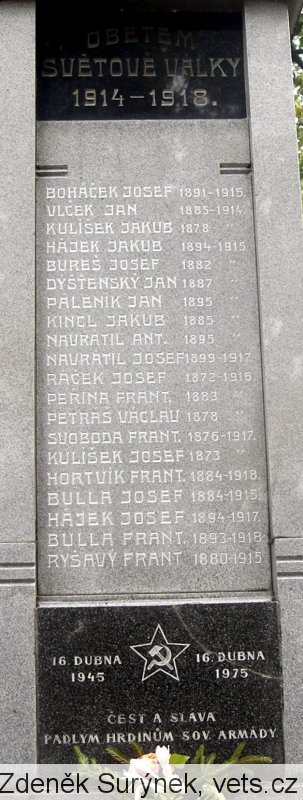 OBĚTEM
SVĚTOVÉ VÁLKY
1914-1918.
BOHÁČEK JOSEF 1891-1915.
VLČEK JAN 1885-1914.
KULÍŠEK JAKUB 1878 "
HÁJEK JAKUB 1894-1915
BUREŠ JOSEF 1882 "
DYŠŤENSKÝ JAN 1887 "
PÁLENÍK JAN 1895 "
KINCL JAKUB 1885 "
NAVRÁTIL ANT. 1895 "
NAVRÁTIL JOSEF 1899-1917.
RAČEK JOSEF 1872-1916.
PEŘINA FRANT. 1883 "
PETRÁŠ VÁCLAV 1878 "
SVOBODA FRANT. 1876-1917.
KULÍŠEK JOSEF 1873 "
HORTVÍK FRANT. 1884-1918.
BULLA JOSEF 1884-1915.
HÁJEK JOSEF 1894-1917.
BULLA FRANT. 1893-1918
RYŠAVÝ FRANT 1880-1915
16. DUBNA 16. DUBNA
1945 1975
ČEST A SLÁVA
PADLÝM HRDINŮM SOV. ARMÁDY
Zdeněk Surynek, vets.cz